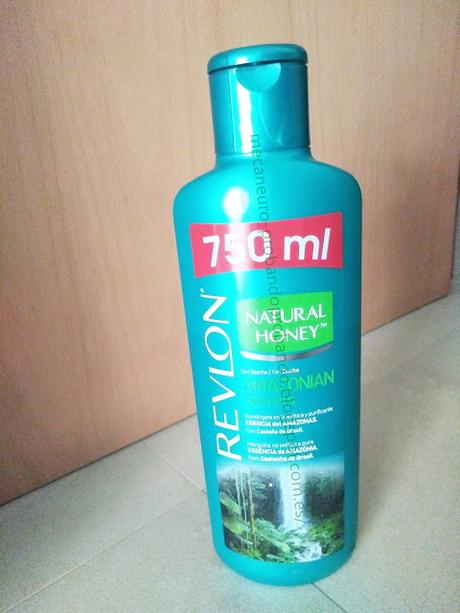 750 ml
REVLON
NATURAL
HONEY™
Gel Ducha / Gel Duche
AMAZONIAN
Sumérgete en la exótica y purificante
ESENCIA del AMAZONAS.
Con Castaña de Brasil.
Mergulhe na exótica e pura
ESSÊNCIA da AMAZÓNIA.
Com Castanha do Brasil.